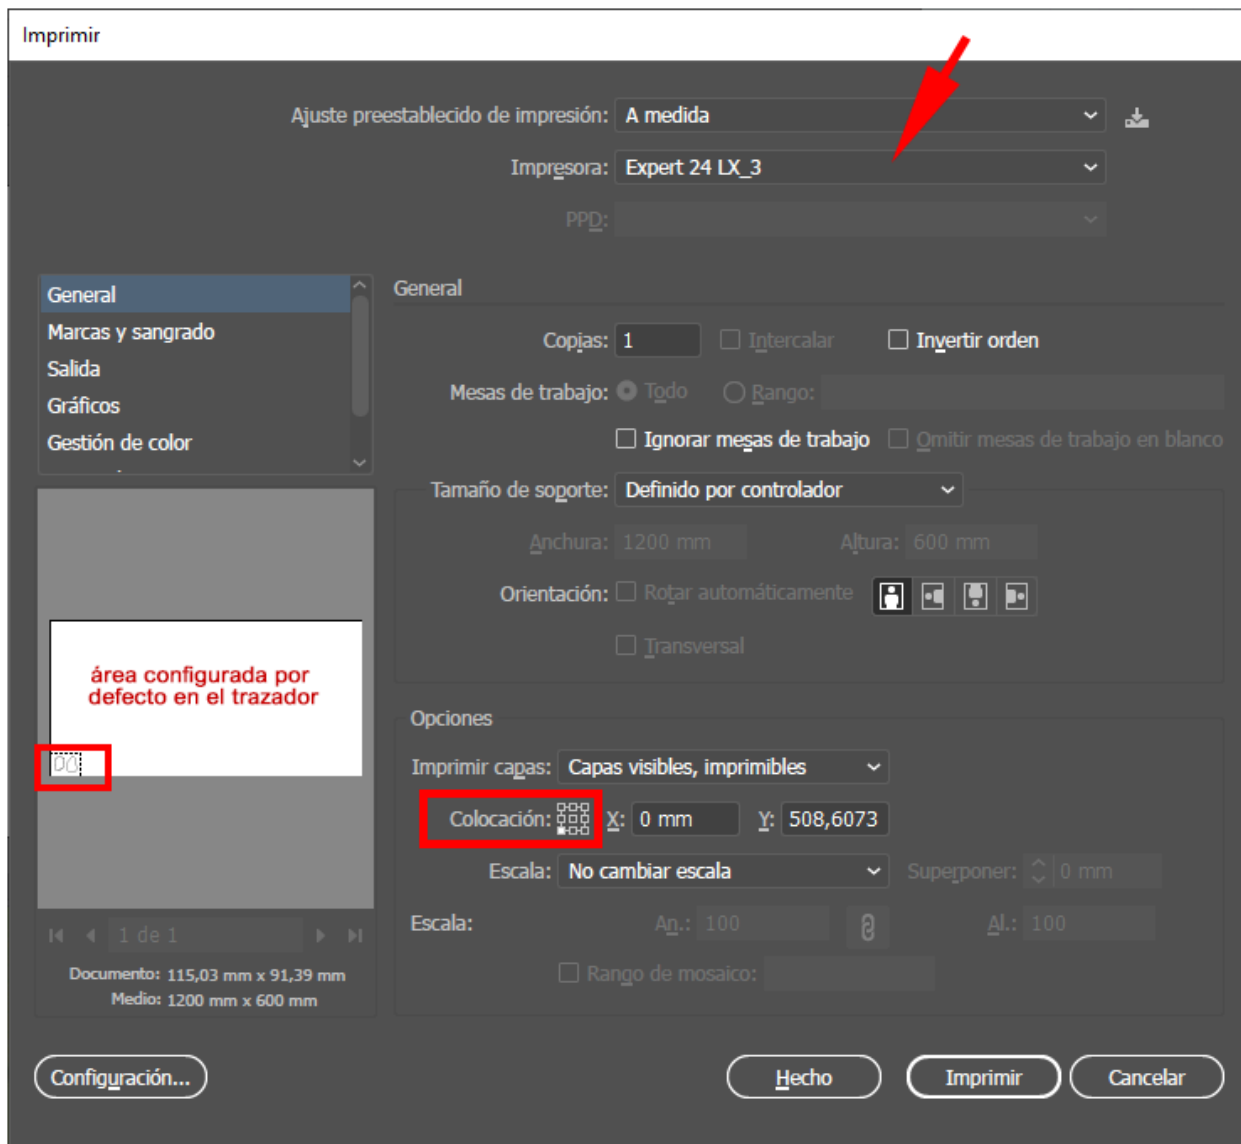 Imprimir
Ajuste preestablecido de impresión: A medida
Impresora: Expert 24 LX_3
PPD:
General
Marcas y sangrado
Salida
Gráficos
Gestión de color
General
Copias: 1 Intercalar Invertir orden
Mesas de trabajo: Todo Rango:
Ignorar mesas de trabajo Omitir mesas de trabajo en blanco
Tamaño de soporte: Definido por controlador
Anchura: 1200 mm Altura: 600 mm
Orientación: Rotar automáticamente
Transversal
área configurada por
defecto en el trazador
Opciones
Imprimir capas: Capas visibles, imprimibles
Colocación: X: 0 mm Y: 508,6073
Escala: No cambiar escala Superponer: 0 mm
Escala: An.: 100 Al.: 100
Rango de mosaico:
1 de 1
Documento: 115,03 mm x 91,39 mm
Medio: 1200 mm x 600 mm
Configuración... Hecho Imprimir Cancelar